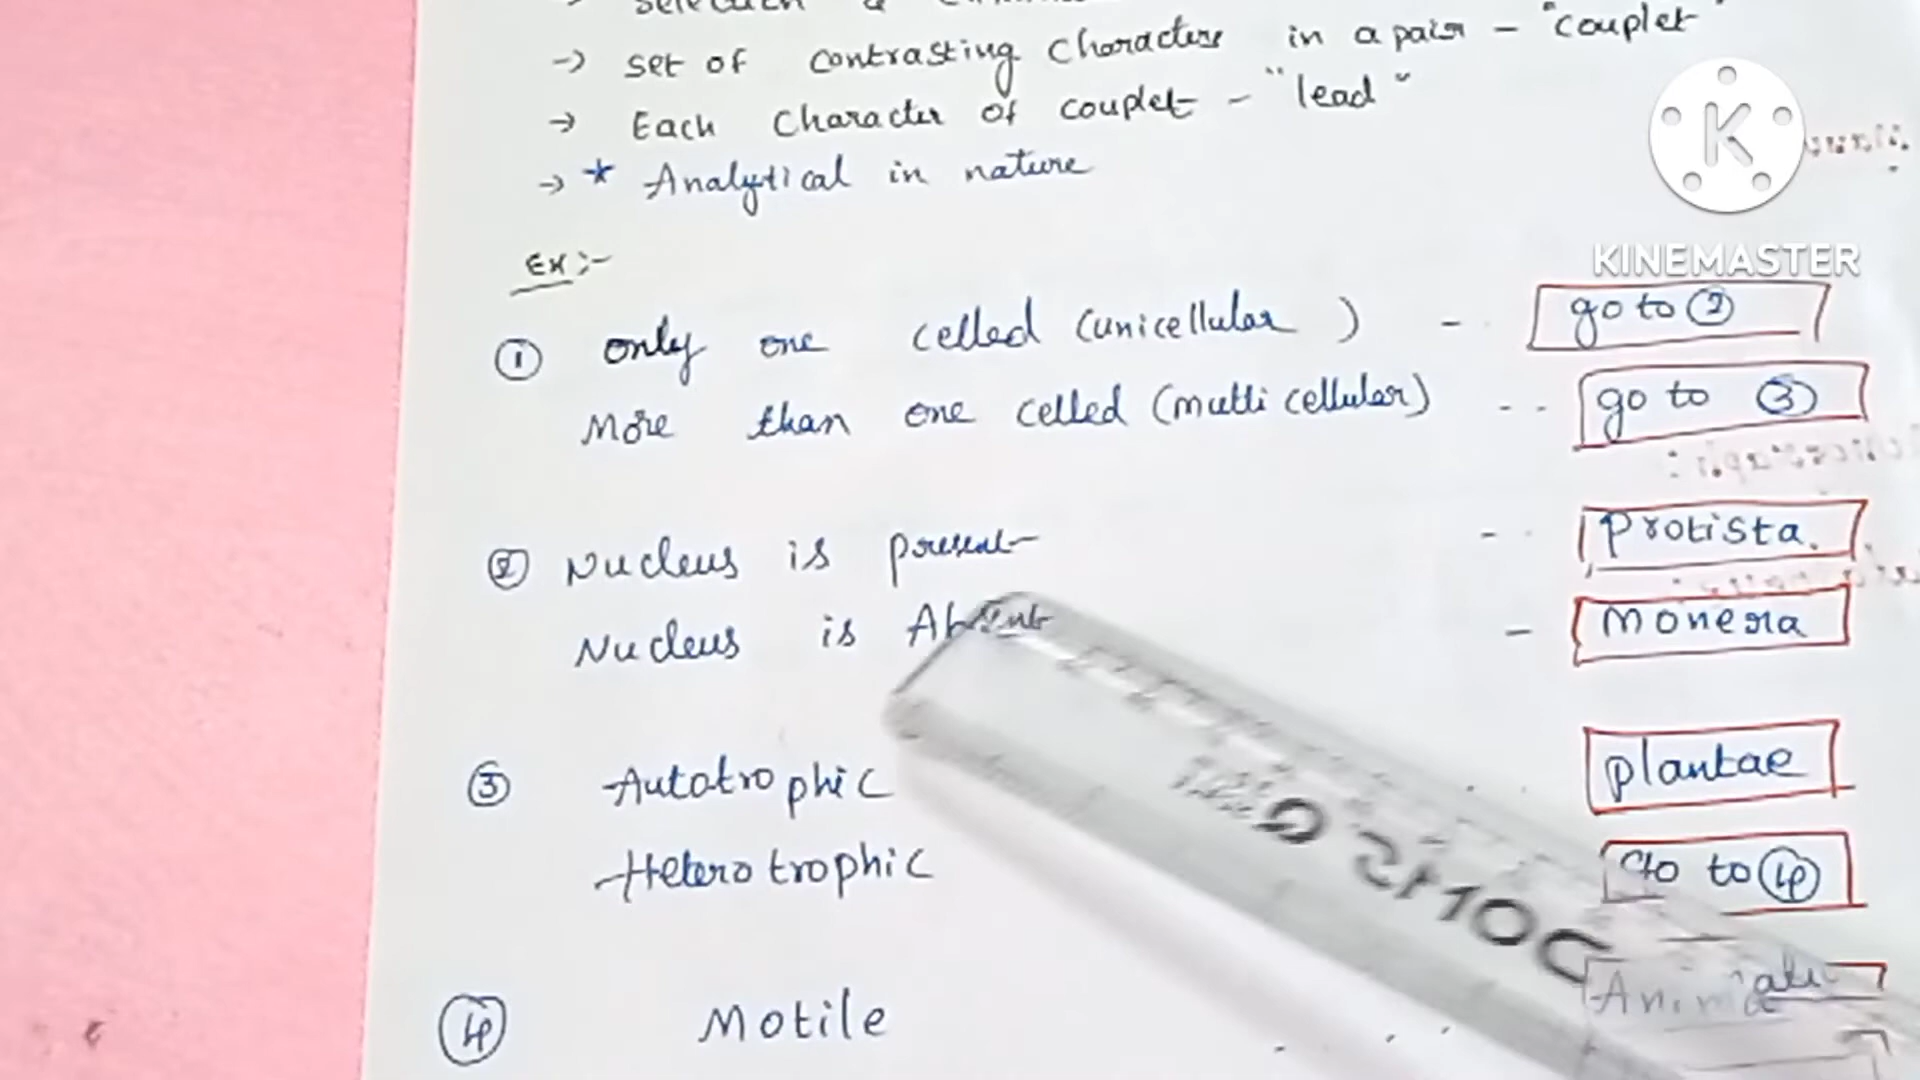 → set of contrasting characters in a pair - "couplet"
→ Each character of couplet - "lead"
→ * Analytical in nature
KINEMASTER
Ex :-
① only one celled (unicellular) - go to ②
More than one celled (multi cellular) -- go to ③
② Nucleus is present -- Protista.
Nucleus is Absent - Monera
③ Autotrophic plantae
Heterotrophic Go to ④
④ Motile